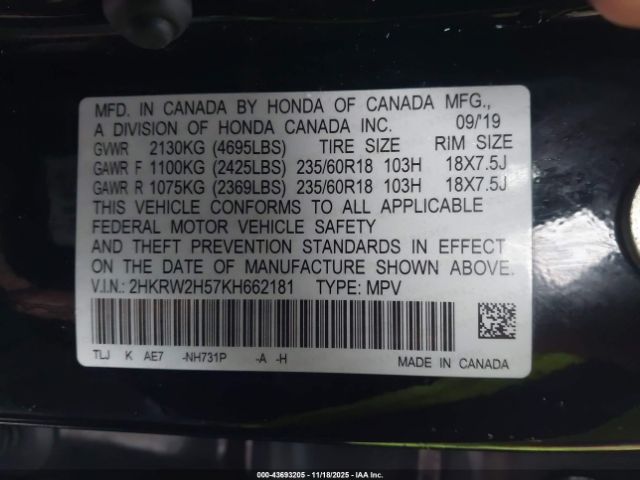 MFD. IN CANADA BY HONDA OF CANADA MFG.,
A DIVISION OF HONDA CANADA INC. 09/'19
GVWR 2130KG (4695LBS) TIRE SIZE RIM SIZE
GAWR F 1100KG (2425LBS) 235/60R18 103H 18X7.5J
GAWR R 1075KG (2369LBS) 235/60R18 103H 18X7.5J
THIS VEHICLE CONFORMS TO ALL APPLICABLE
FEDERAL MOTOR VEHICLE SAFETY
AND THEFT PREVENTION STANDARDS IN EFFECT
ON THE DATE OF MANUFACTURE SHOWN ABOVE.
V.I.N.: 2HKRW2H57KH662181 TYPE: MPV
TLJ K AE7 -NH731P -A -H
MADE IN CANADA
000-43693205 - 11/18/2025 - IAA Inc.